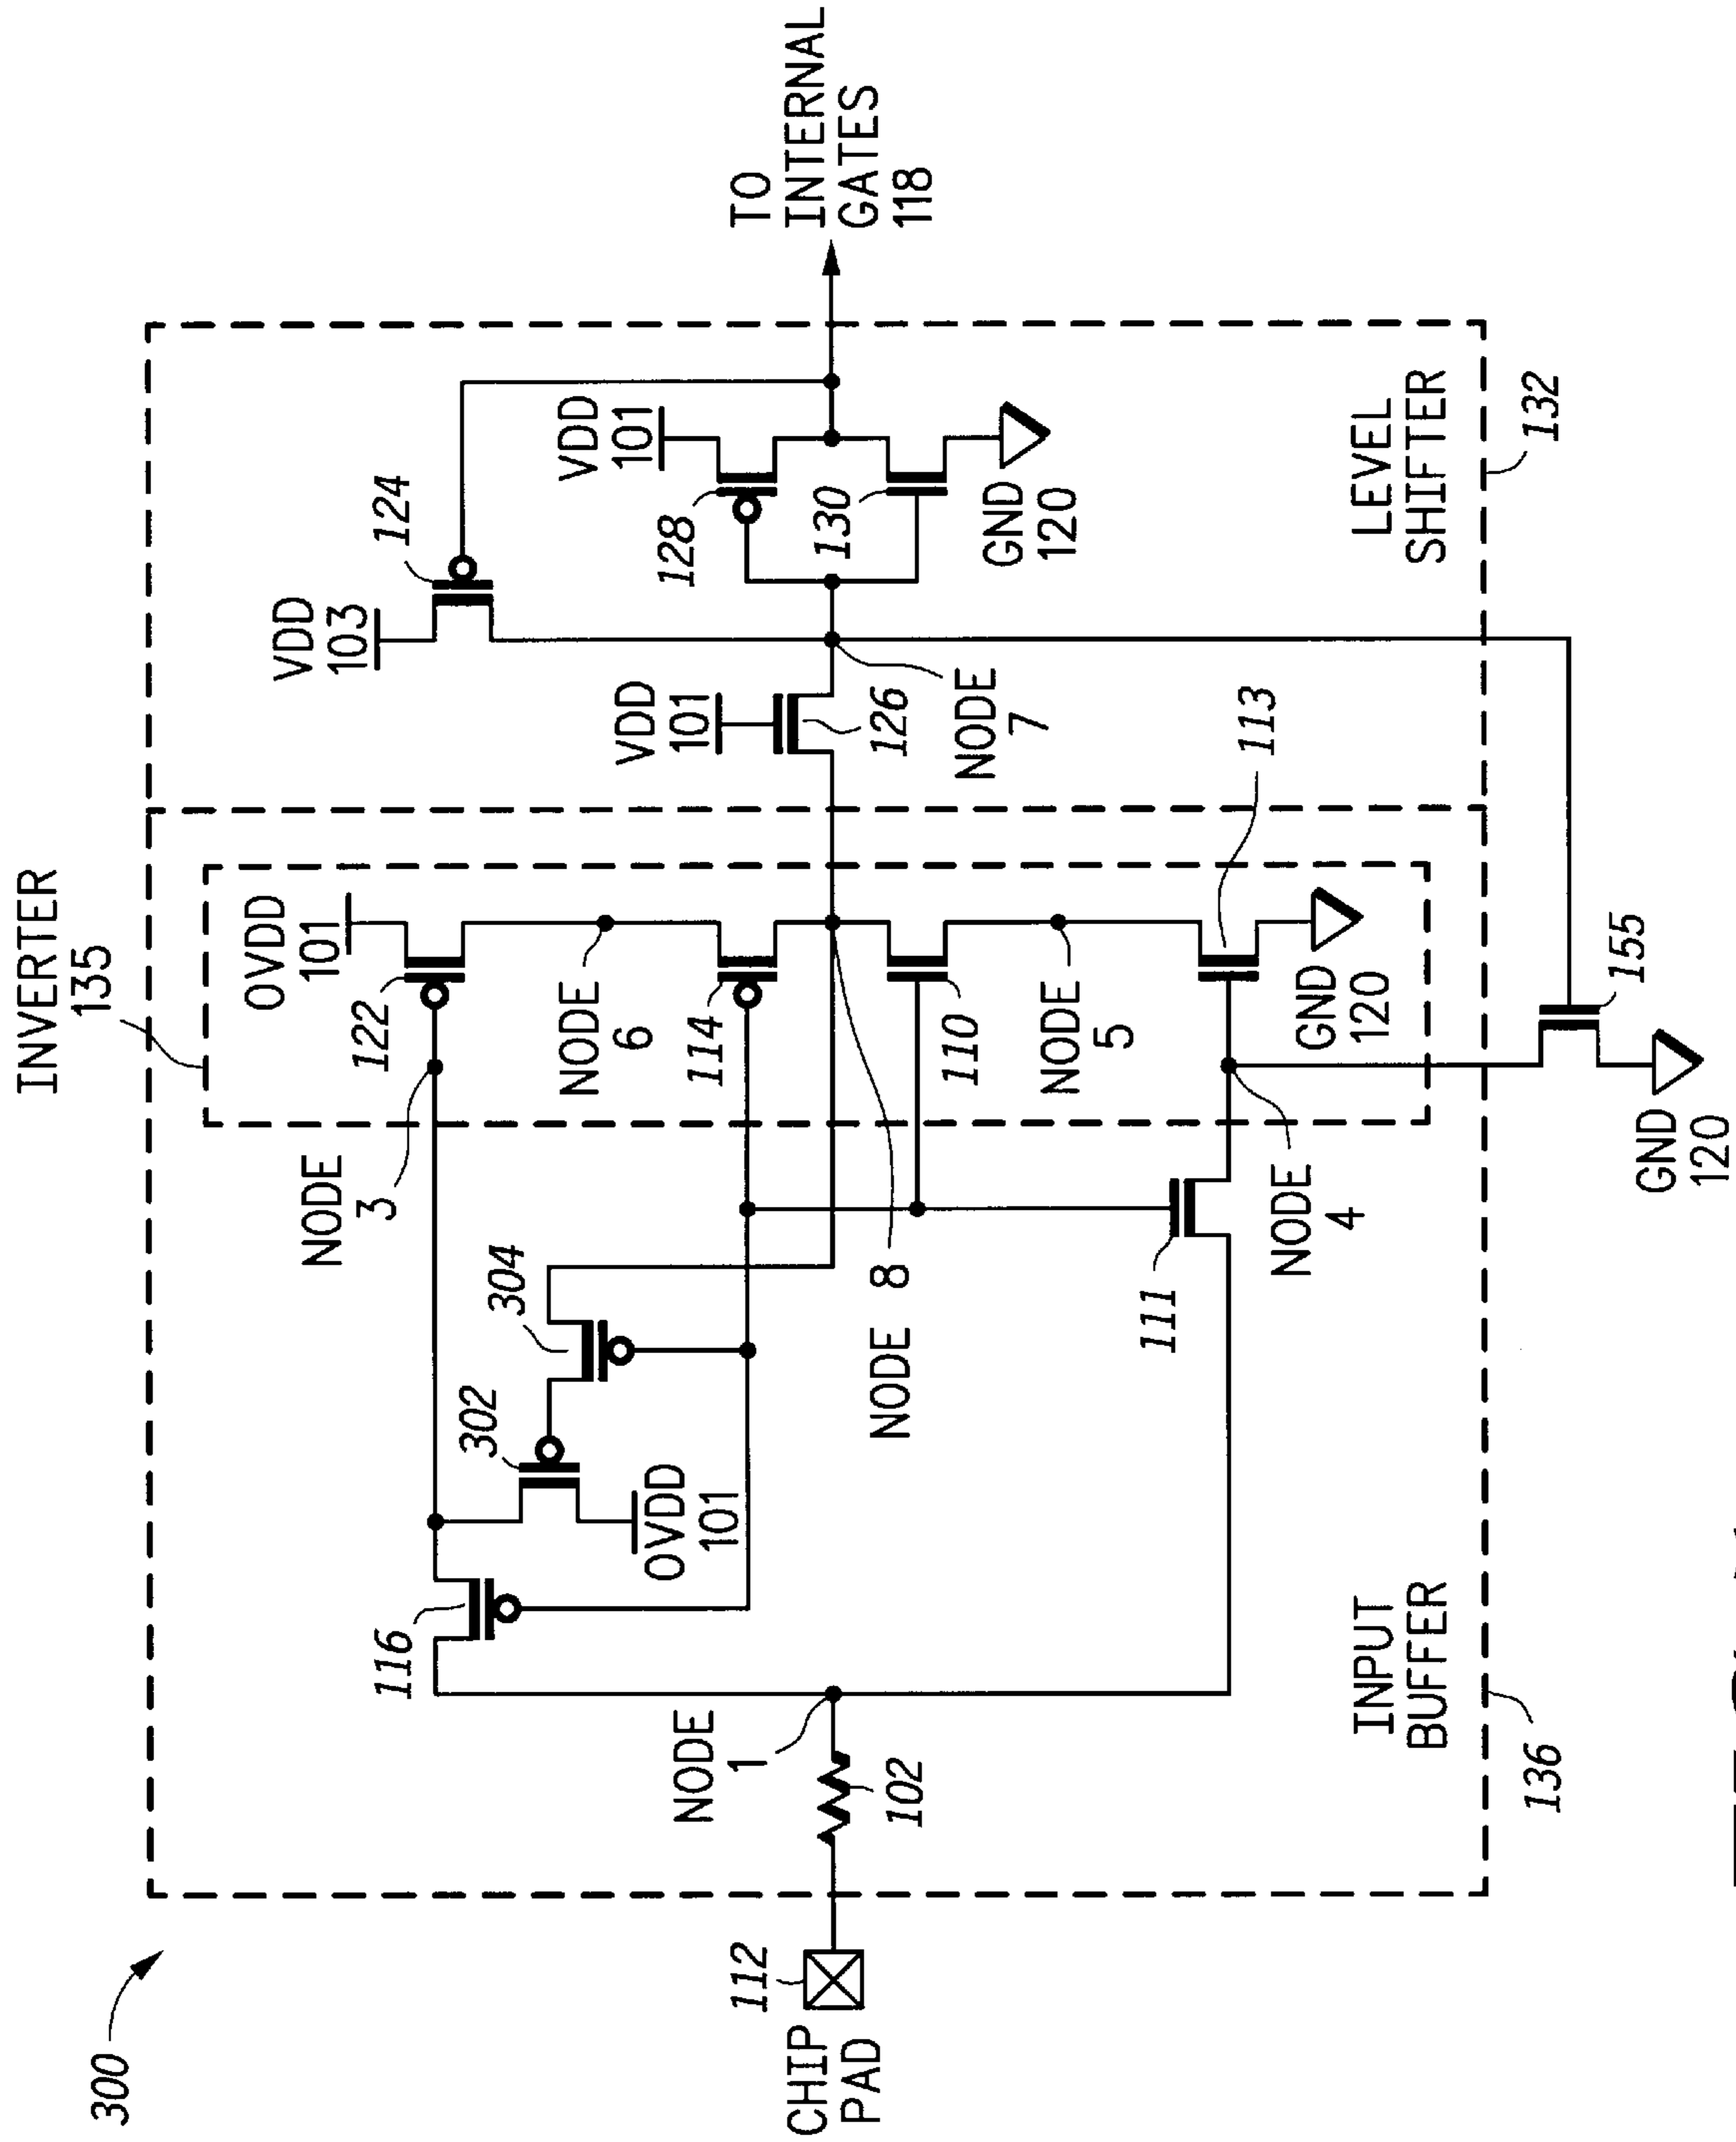 300
INVERTER
135
OVDD
101
VDD
103
124
NODE
3
122
116
302
304
NODE
6
OVDD
101
114
VDD
101
VDD
101
128
TO
INTERNAL
GATES
118
CHIP
PAD
112
NODE
1
102
NODE 8
110
126
NODE
7
130
GND
120
NODE
5
111
NODE
4
113
GND
120
INPUT
BUFFER
136
LEVEL
SHIFTER
132
155
GND
120